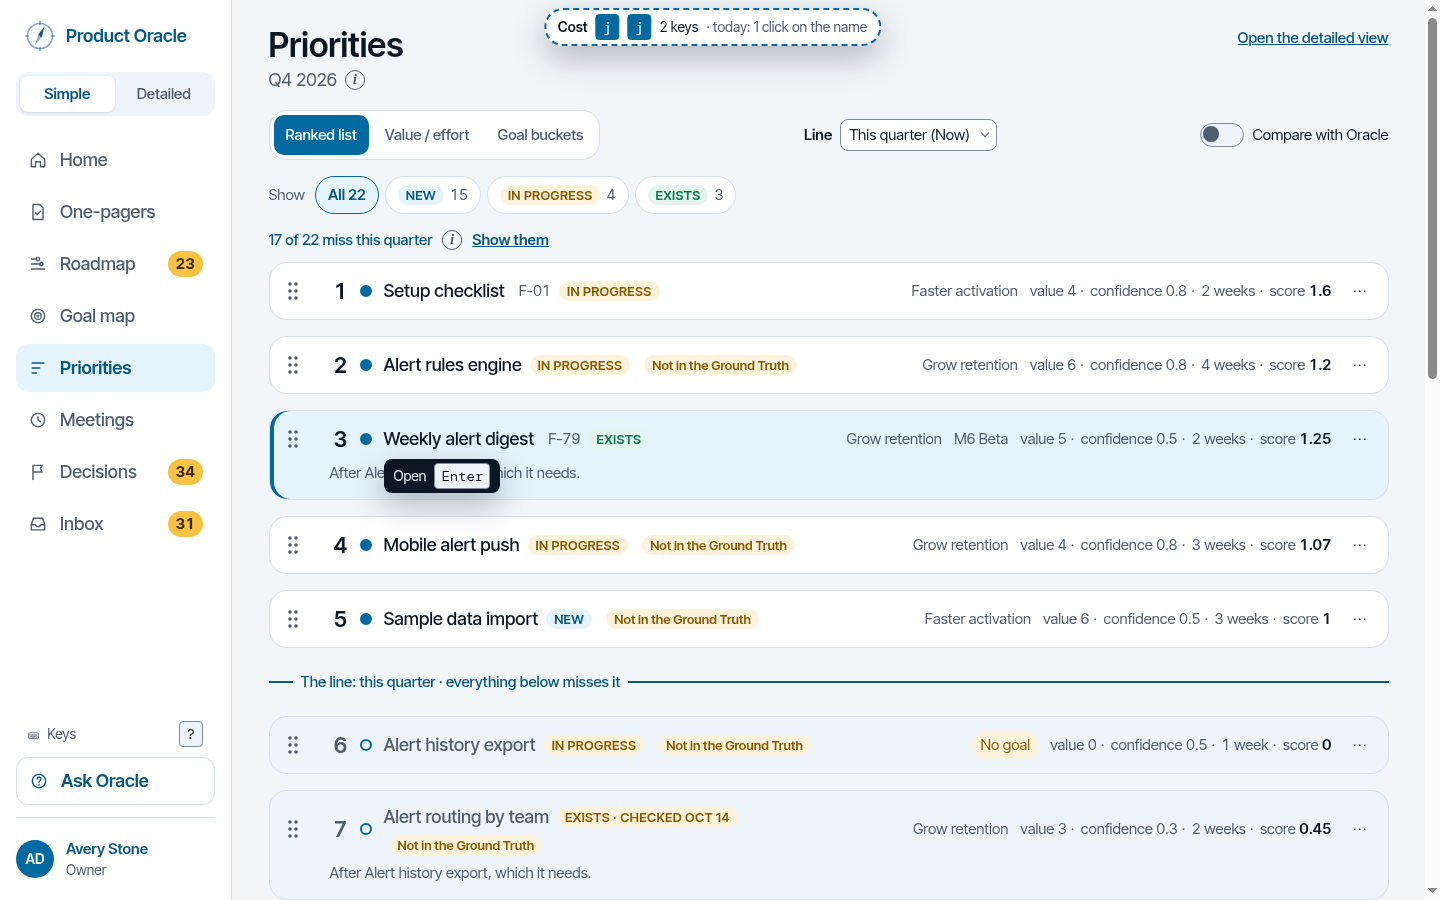 Product Oracle
Simple
Detailed
Home
One-pagers
Roadmap 23
Goal map
Priorities
Meetings
Decisions 34
Inbox 31
Keys ?
Ask Oracle
AD
Avery Stone
Owner
Cost j j 2 keys · today: 1 click on the name
Priorities
Q4 2026 i
Open the detailed view
Ranked list
Value / effort
Goal buckets
Line This quarter (Now)
Compare with Oracle
Show All 22 NEW 15 IN PROGRESS 4 EXISTS 3
17 of 22 miss this quarter i Show them
1 Setup checklist F-01 IN PROGRESS Faster activation value 4 · confidence 0.8 · 2 weeks · score 1.6 ···
2 Alert rules engine IN PROGRESS Not in the Ground Truth Grow retention value 6 · confidence 0.8 · 4 weeks · score 1.2 ···
3 Weekly alert digest F-79 EXISTS Grow retention M6 Beta value 5 · confidence 0.5 · 2 weeks · score 1.25 ···
After Ale
Open Enter
hich it needs.
4 Mobile alert push IN PROGRESS Not in the Ground Truth Grow retention value 4 · confidence 0.8 · 3 weeks · score 1.07 ···
5 Sample data import NEW Not in the Ground Truth Faster activation value 6 · confidence 0.5 · 3 weeks · score 1 ···
The line: this quarter · everything below misses it
6 Alert history export IN PROGRESS Not in the Ground Truth No goal value 0 · confidence 0.5 · 1 week · score 0 ···
7 Alert routing by team EXISTS · CHECKED OCT 14
Not in the Ground Truth
Grow retention value 3 · confidence 0.3 · 2 weeks · score 0.45 ···
After Alert history export, which it needs.